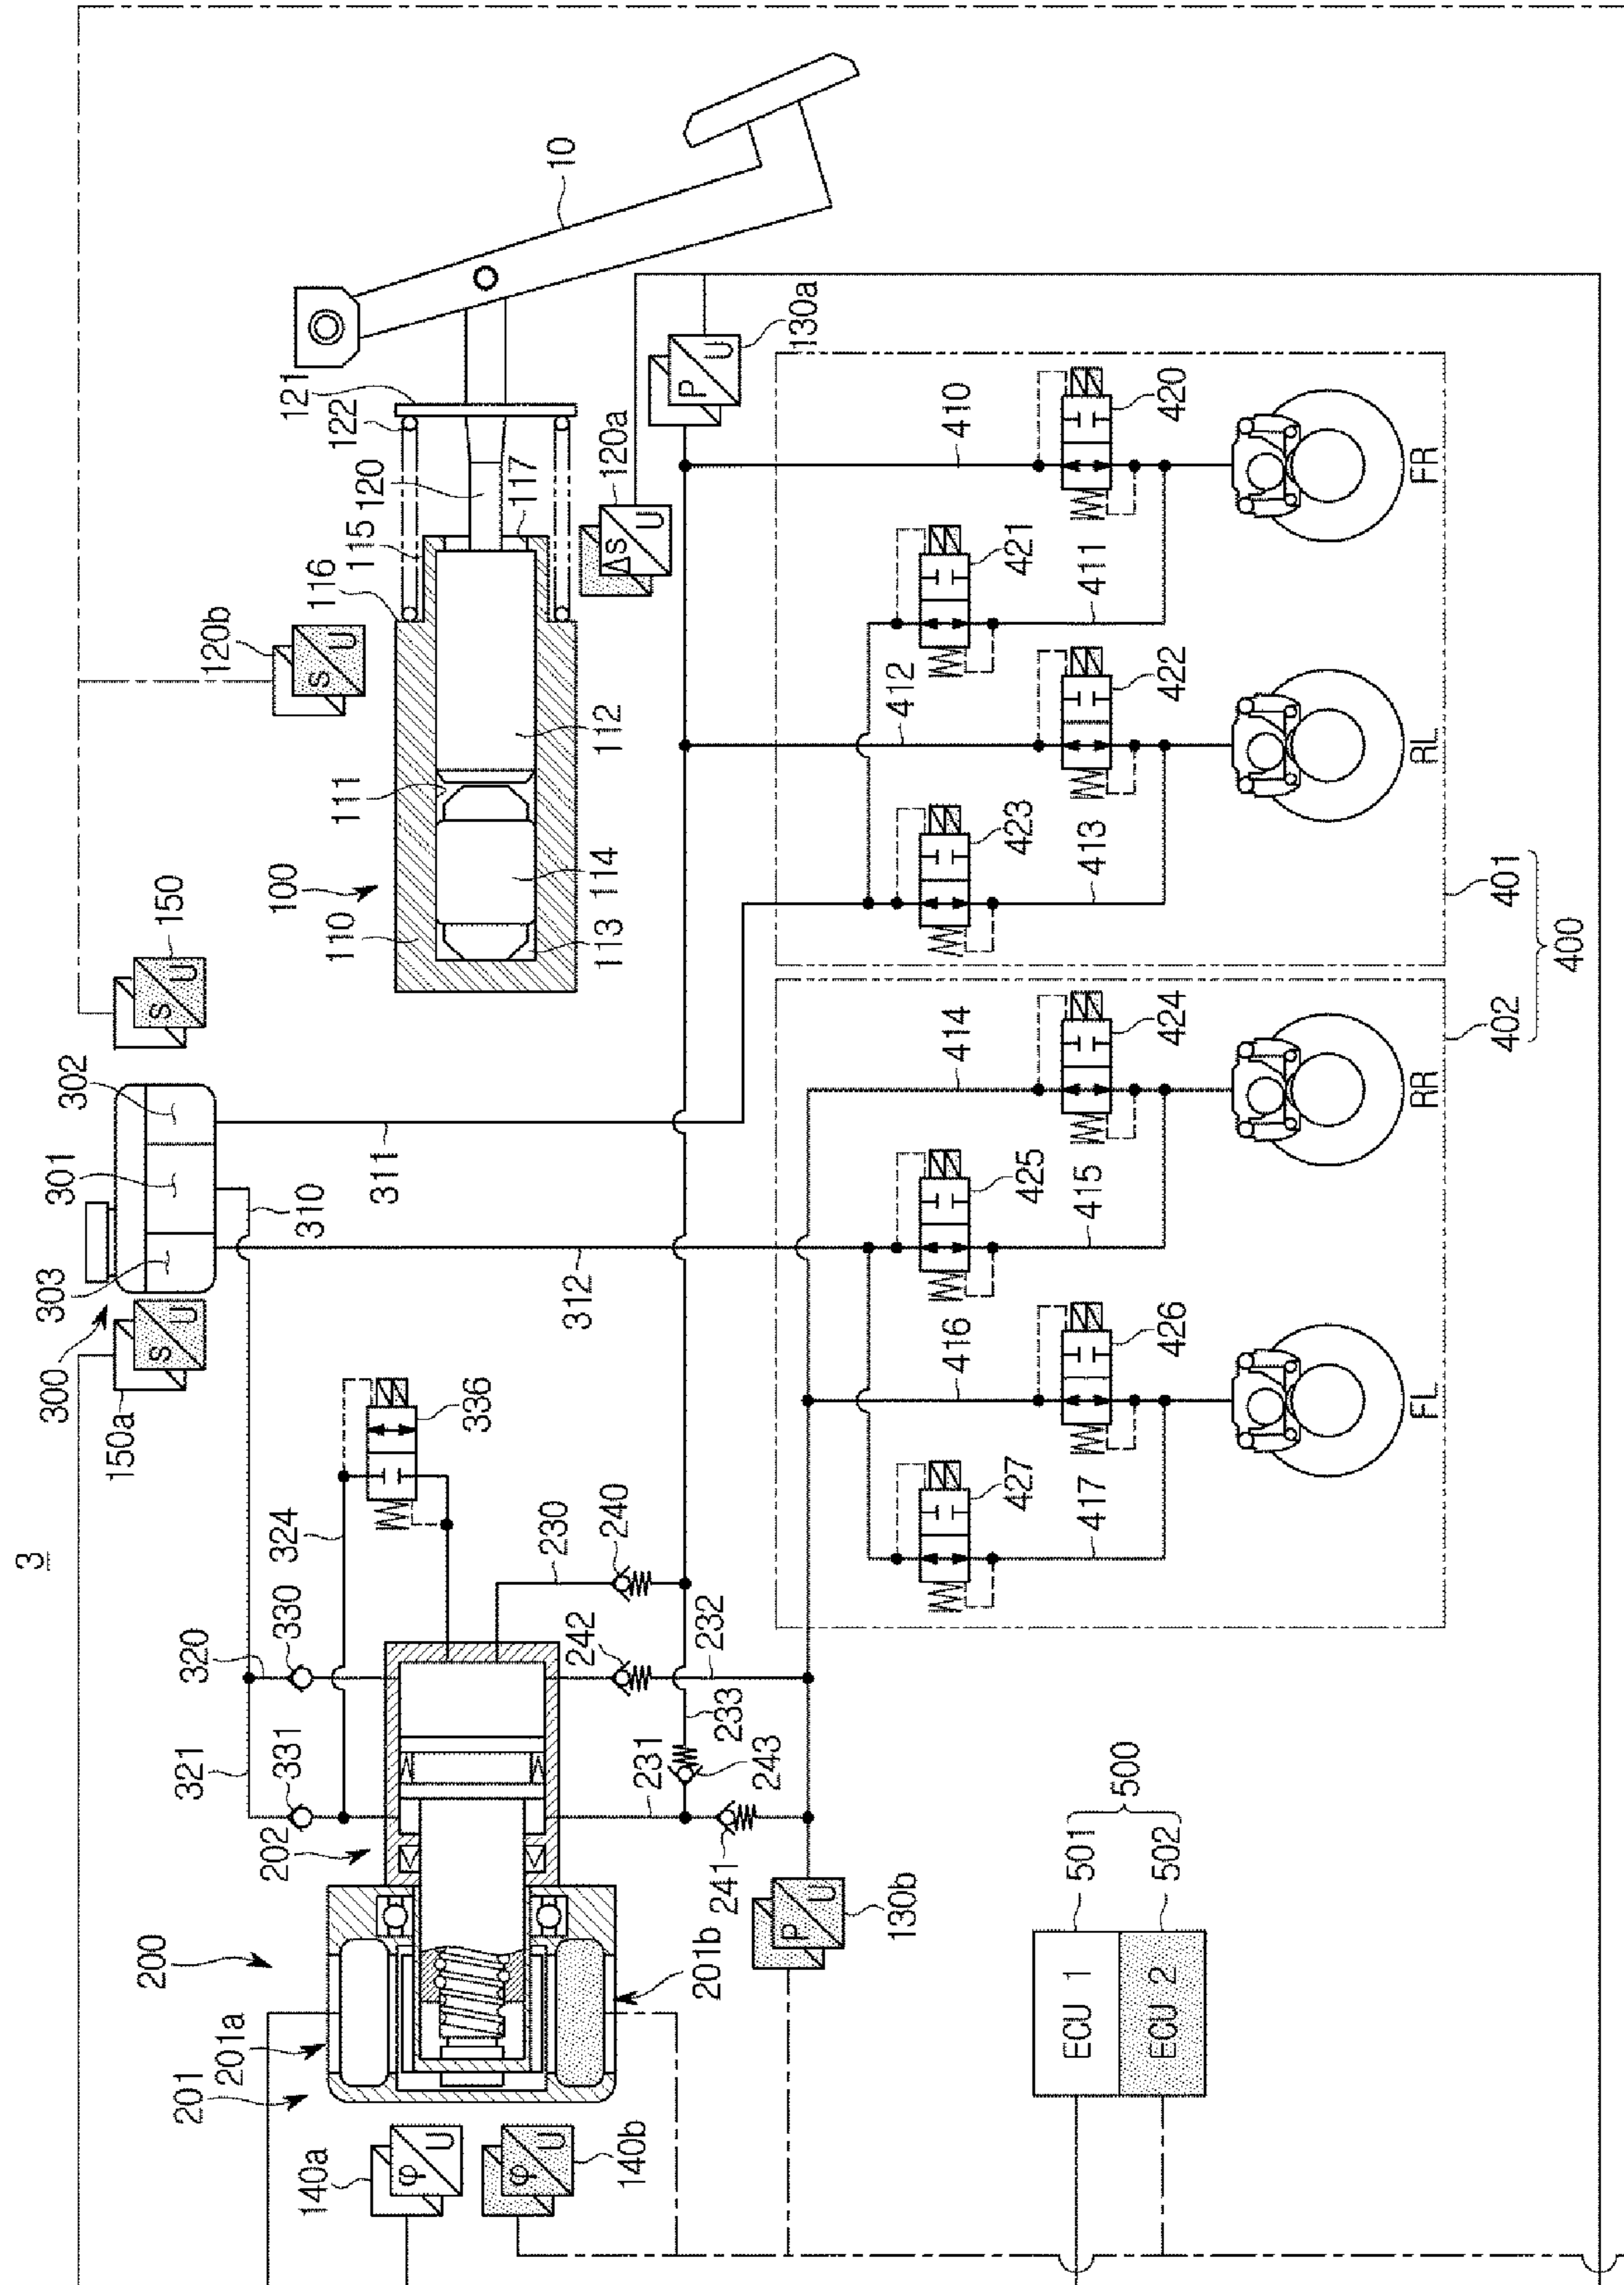 3
300
303
301
302
310
311
312
150a
S
U
150
S
U
100
110
113
114
111
112
116
115
120
122
121
117
120b
S
U
120a
ΔS
U
130a
P
U
10
200
201
201a
201b
202
140a
φ
U
140b
φ
U
320
321
330
331
324
336
230
231
232
233
240
241
242
243
130b
P
U
410
411
412
413
414
415
416
417
420
421
422
423
424
425
426
427
FR
RL
RR
FL
401
402
400
ECU 1
ECU 2
501
502
500